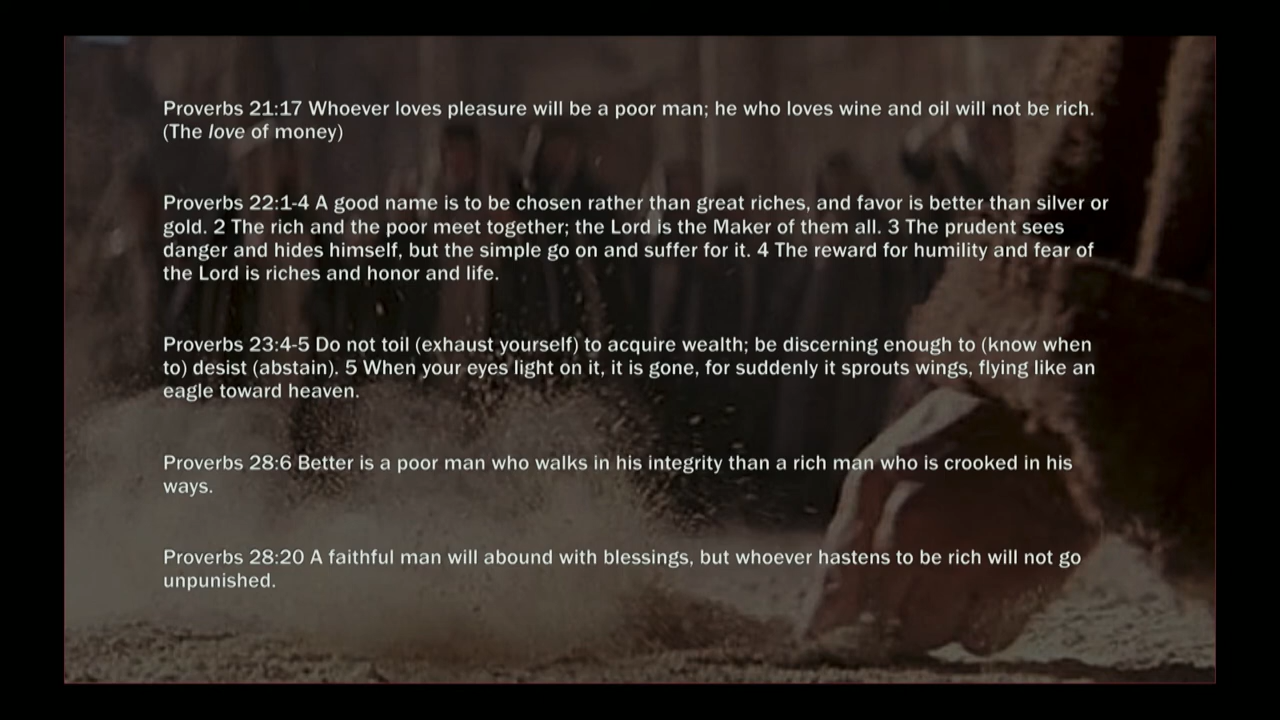 Proverbs 21:17 Whoever loves pleasure will be a poor man; he who loves wine and oil will not be rich.
(The love of money)
Proverbs 22:1-4 A good name is to be chosen rather than great riches, and favor is better than silver or
gold. 2 The rich and the poor meet together; the Lord is the Maker of them all. 3 The prudent sees
danger and hides himself, but the simple go on and suffer for it. 4 The reward for humility and fear of
the Lord is riches and honor and life.
Proverbs 23:4-5 Do not toil (exhaust yourself) to acquire wealth; be discerning enough to (know when
to) desist (abstain). 5 When your eyes light on it, it is gone, for suddenly it sprouts wings, flying like an
eagle toward heaven.
Proverbs 28:6 Better is a poor man who walks in his integrity than a rich man who is crooked in his
ways.
Proverbs 28:20 A faithful man will abound with blessings, but whoever hastens to be rich will not go
unpunished.